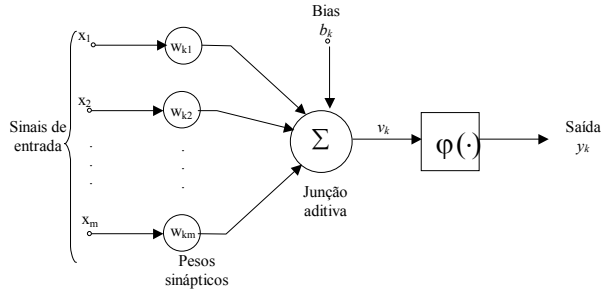 Bias
b_k
x_1
w_k1
x_2
w_k2
Sinais de
entrada
Σ
v_k
φ(·)
Saída
y_k
Junção
aditiva
x_m
w_km
Pesos
sinápticos